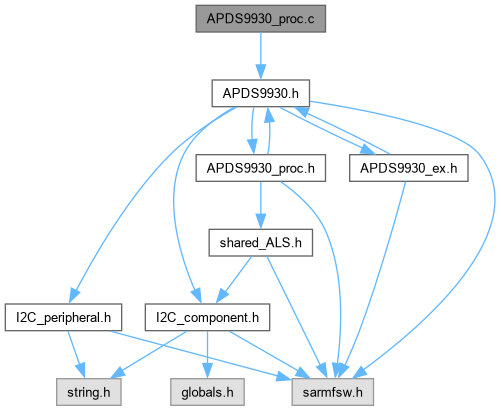 APDS9930_proc.c
APDS9930.h
APDS9930_proc.h
APDS9930_ex.h
shared_ALS.h
I2C_peripheral.h
I2C_component.h
string.h
globals.h
sarmfsw.h